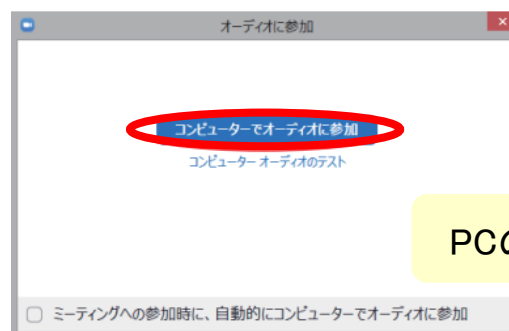 オーディオに参加
コンピューターでオーディオに参加
コンピューター オーディオのテスト
PCの
ミーティングへの参加時に、自動的にコンピューターでオーディオに参加